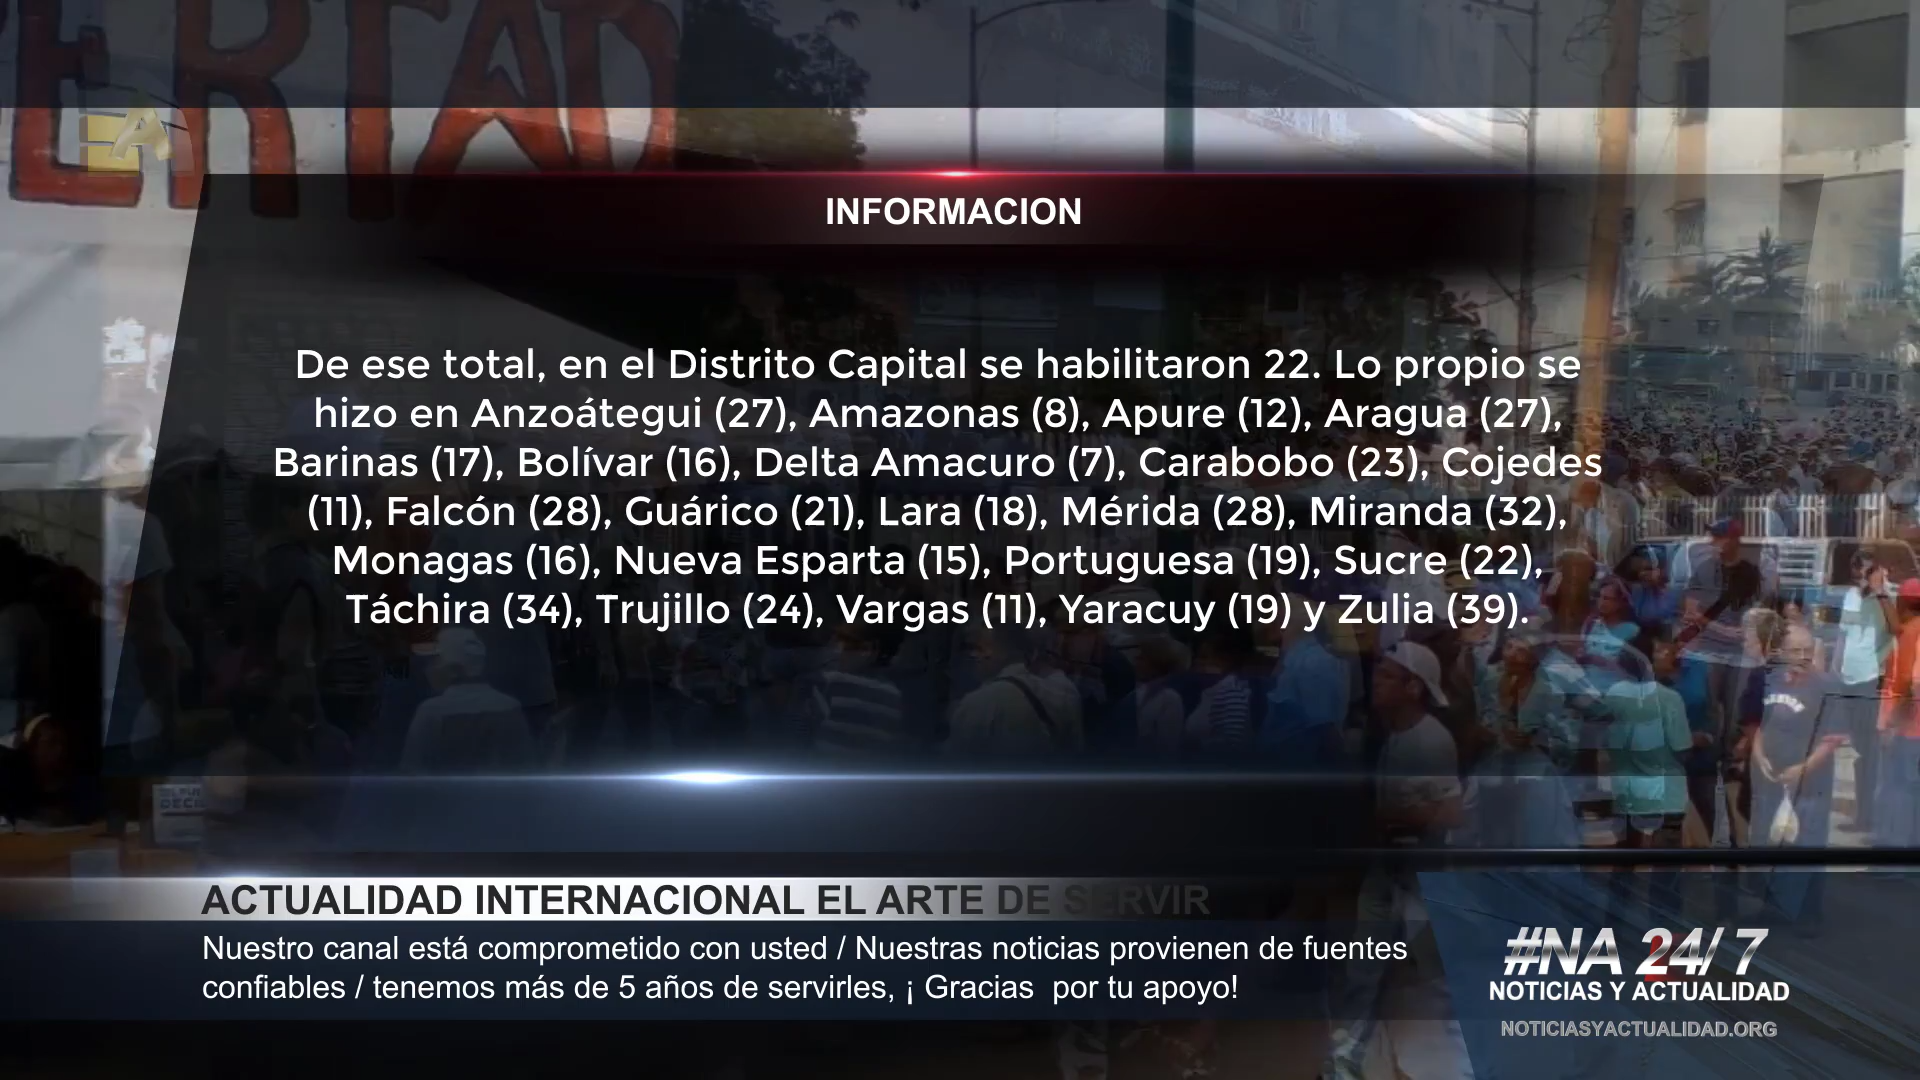 ERTAD
INFORMACION
De ese total, en el Distrito Capital se habilitaron 22. Lo propio se
hizo en Anzoátegui (27), Amazonas (8), Apure (12), Aragua (27),
Barinas (17), Bolívar (16), Delta Amacuro (7), Carabobo (23), Cojedes
(11), Falcón (28), Guárico (21), Lara (18), Mérida (28), Miranda (32),
Monagas (16), Nueva Esparta (15), Portuguesa (19), Sucre (22),
Táchira (34), Trujillo (24), Vargas (11), Yaracuy (19) y Zulia (39).
ACTUALIDAD INTERNACIONAL EL ARTE DE SERVIR
Nuestro canal está comprometido con usted / Nuestras noticias provienen de fuentes
confiables / tenemos más de 5 años de servirles, ¡ Gracias por tu apoyo!
#NA 24/7
NOTICIAS Y ACTUALIDAD
NOTICIASYACTUALIDAD.ORG